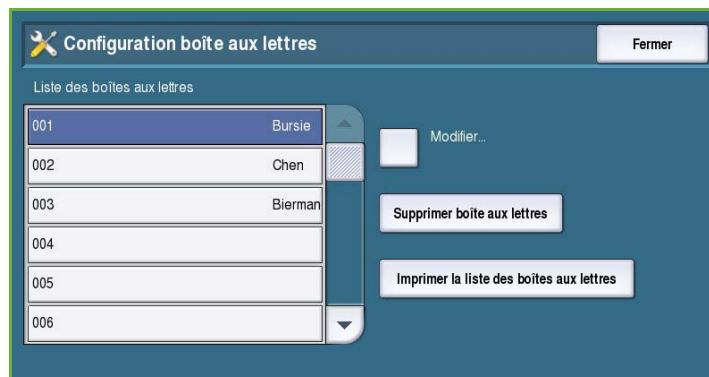 Configuration boîte aux lettres
Fermer
Liste des boîtes aux lettres
001 Bursie
002 Chen
003 Bierman
004
005
006
Modifier...
Supprimer boîte aux lettres
Imprimer la liste des boîtes aux lettres